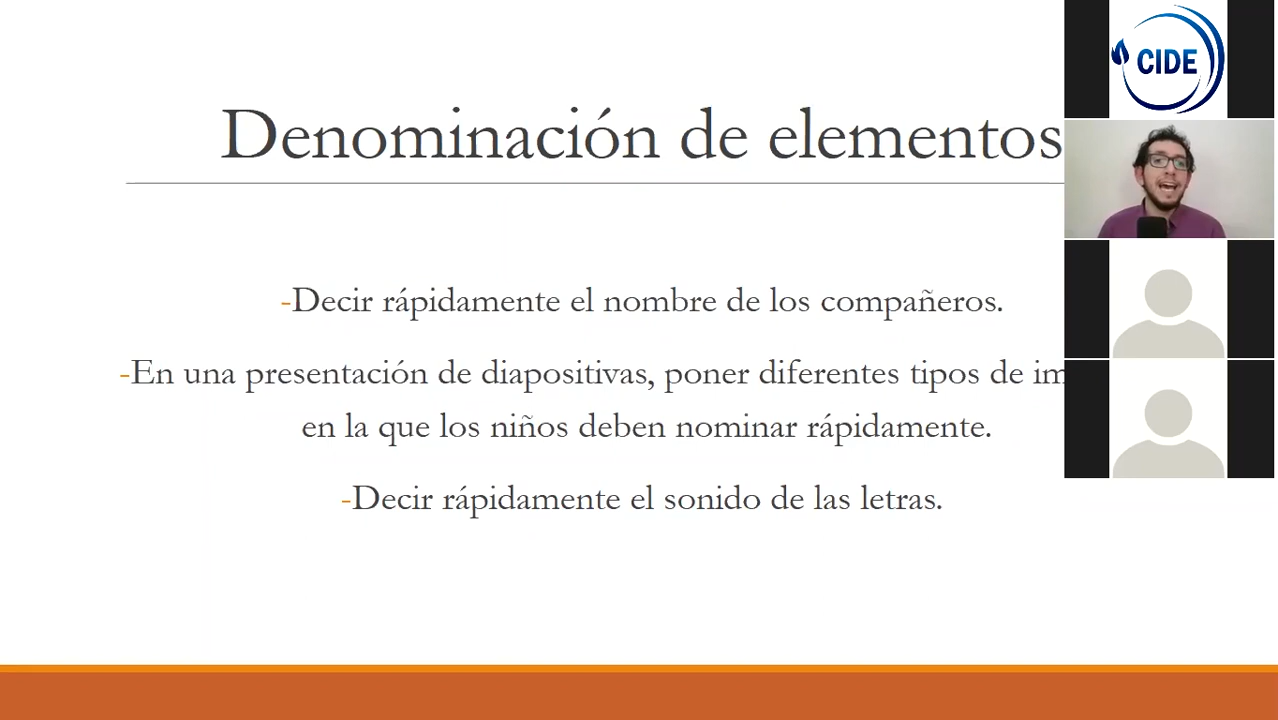 CIDE
Denominación de elementos
-Decir rápidamente el nombre de los compañeros.
-En una presentación de diapositivas, poner diferentes tipos de
en la que los niños deben nominar rápidamente.
-Decir rápidamente el sonido de las letras.